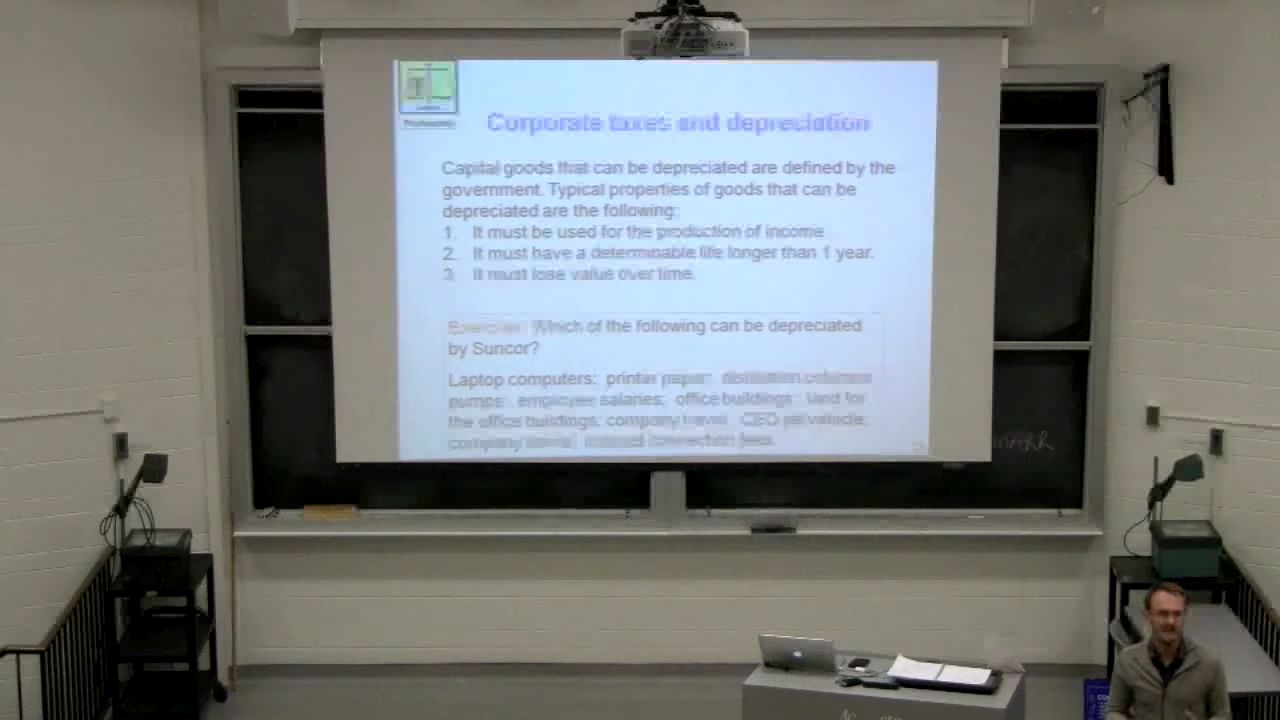 Corporate taxes and depreciation
Capital goods that can be depreciated are defined by the
government. Typical properties of goods that can be
depreciated are the following:
1. It must be used for the production of income.
2. It must have a determinable life longer than 1 year.
3. It must lose value over time.
Exercise: Which of the following can be depreciated
by Suncor?
Laptop computers; printer paper; distillation columns
pumps; employee salaries; office buildings; land for
the office buildings; company travel; CEO jet vehicle;
company internet connection fees